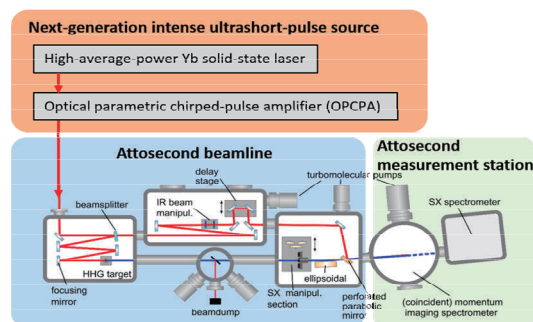 Next-generation intense ultrashort-pulse source
High-average-power Yb solid-state laser
Optical parametric chirped-pulse amplifier (OPCPA)
Attosecond beamline
Attosecond
measurement station
delay
stage
turbomolecular pumps
IR beam
manipul.
beamsplitter
SX spectrometer
HHG target
focusing
mirror
beamdump
SX manipul.
section
ellipsoidal
perforated
parabolic
mirror
(coincident) momentum
imaging spectrometer